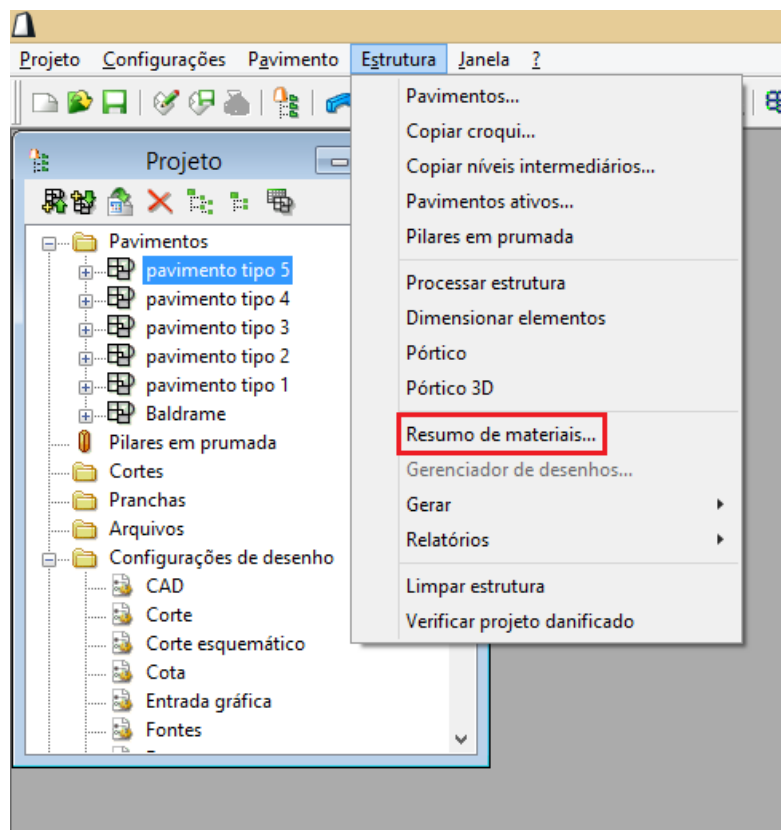 Projeto Configurações Pavimento Estrutura Janela ?
Pavimentos...
Copiar croqui...
Copiar níveis intermediários...
Pavimentos ativos...
Pilares em prumada
Processar estrutura
Dimensionar elementos
Pórtico
Pórtico 3D
Resumo de materiais...
Gerenciador de desenhos...
Gerar
Relatórios
Limpar estrutura
Verificar projeto danificado
Projeto
Pavimentos
pavimento tipo 5
pavimento tipo 4
pavimento tipo 3
pavimento tipo 2
pavimento tipo 1
Baldrame
Pilares em prumada
Cortes
Pranchas
Arquivos
Configurações de desenho
CAD
Corte
Corte esquemático
Cota
Entrada gráfica
Fontes